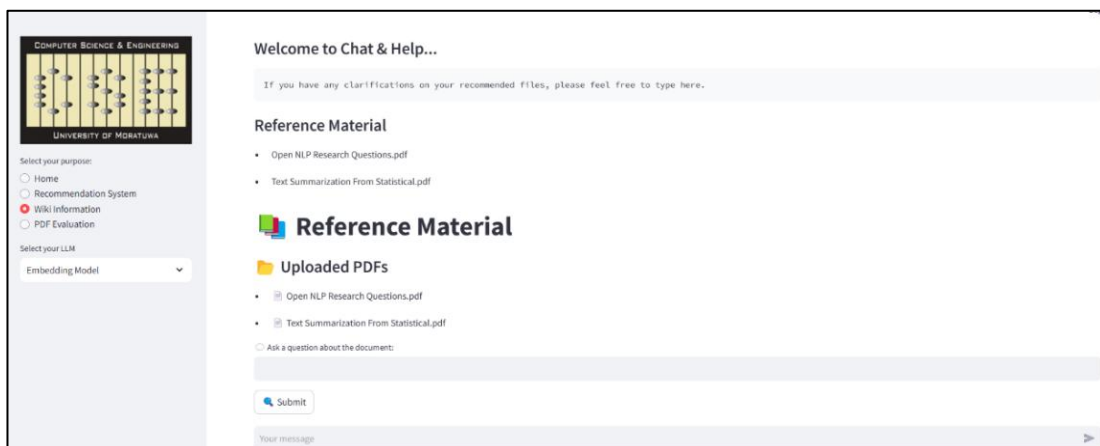 COMPUTER SCIENCE & ENGINEERING
CSE
UNIVERSITY OF MORATUWA
Select your purpose:
Home
Recommendation System
Wiki Information
PDF Evaluation
Select your LLM
Embedding Model
Welcome to Chat & Help...
If you have any clarifications on your recommended files, please feel free to type here.
Reference Material
• Open NLP Research Questions.pdf
• Text Summarization From Statistical.pdf
Reference Material
Uploaded PDFs
• Open NLP Research Questions.pdf
• Text Summarization From Statistical.pdf
Ask a question about the document:
Submit
Your message